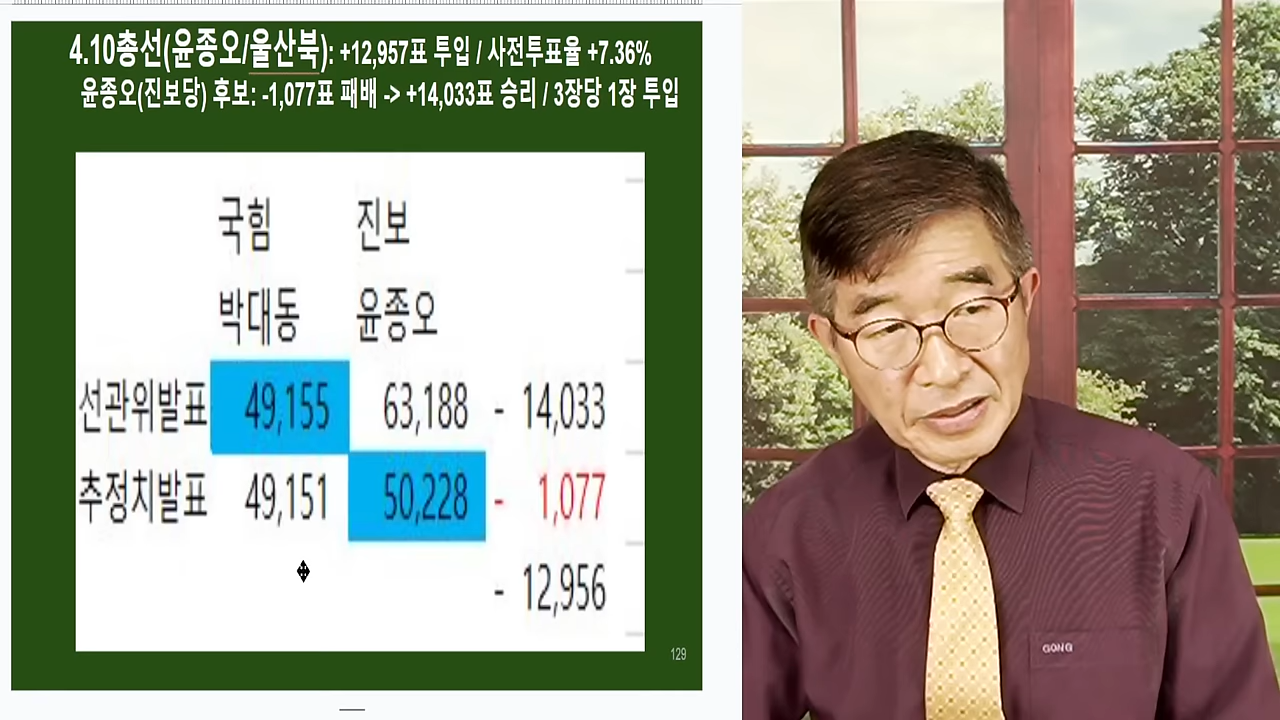 4.10총선(윤종오/울산북): +12,957표 투입 / 사전투표율 +7.36%
윤종오(진보당) 후보: -1,077표 패배 -> +14,033표 승리 / 3장당 1장 투입
국힘 진보
박대동 윤종오
선관위발표 49,155 63,188 - 14,033
추정치발표 49,151 50,228 - 1,077
- 12,956
129
GONG